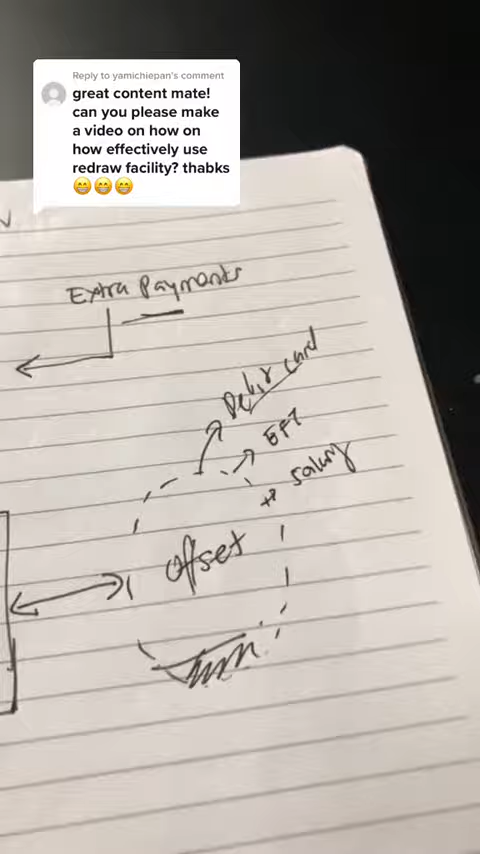 Reply to yamichiepan's comment
great content mate!
can you please make
a video on how on
how effectively use
redraw facility? thabks
😁😁😁
Extra Payments
Debit card
EFT
Salary
Offset